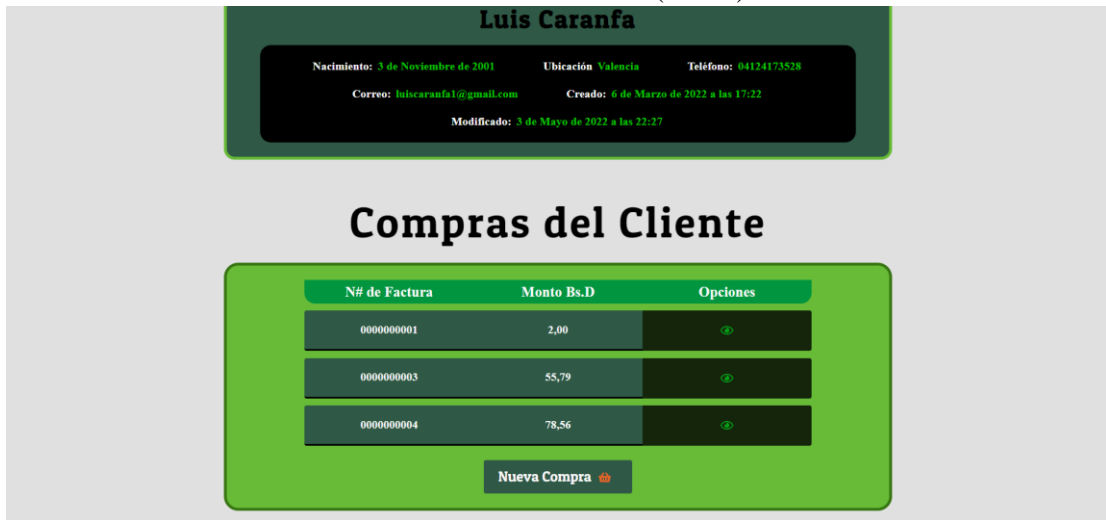 Luis Caranfa
Nacimiento: 3 de Noviembre de 2001 Ubicación Valencia Teléfono: 04124173528
Correo: luiscaranfa1@gmail.com Creado: 6 de Marzo de 2022 a las 17:22
Modificado: 3 de Mayo de 2022 a las 22:27
Compras del Cliente
N# de Factura Monto Bs.D Opciones
0000000001 2,00
0000000003 55,79
0000000004 78,56
Nueva Compra